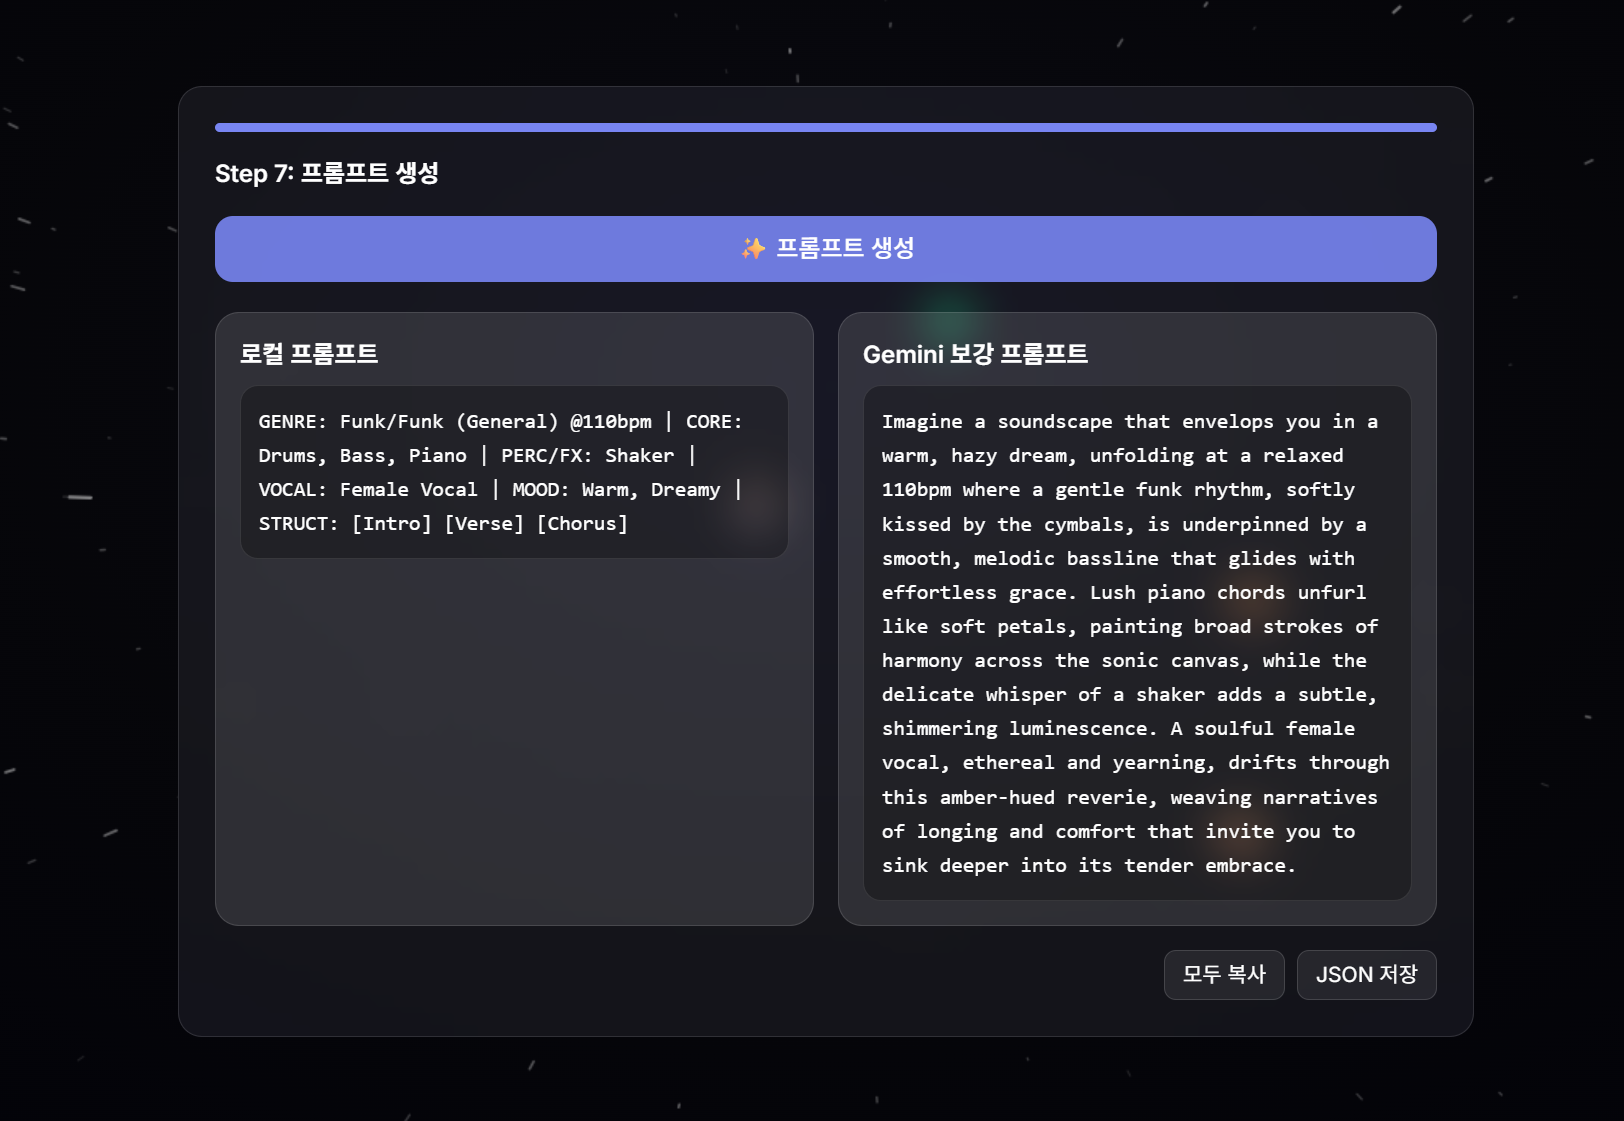 Step 7: 프롬프트 생성
✨ 프롬프트 생성
로컬 프롬프트
GENRE: Funk/Funk (General) @110bpm | CORE:
Drums, Bass, Piano | PERC/FX: Shaker |
VOCAL: Female Vocal | MOOD: Warm, Dreamy |
STRUCT: [Intro] [Verse] [Chorus]
Gemini 보강 프롬프트
Imagine a soundscape that envelops you in a
warm, hazy dream, unfolding at a relaxed
110bpm where a gentle funk rhythm, softly
kissed by the cymbals, is underpinned by a
smooth, melodic bassline that glides with
effortless grace. Lush piano chords unfurl
like soft petals, painting broad strokes of
harmony across the sonic canvas, while the
delicate whisper of a shaker adds a subtle,
shimmering luminescence. A soulful female
vocal, ethereal and yearning, drifts through
this amber-hued reverie, weaving narratives
of longing and comfort that invite you to
sink deeper into its tender embrace.
모두 복사
JSON 저장